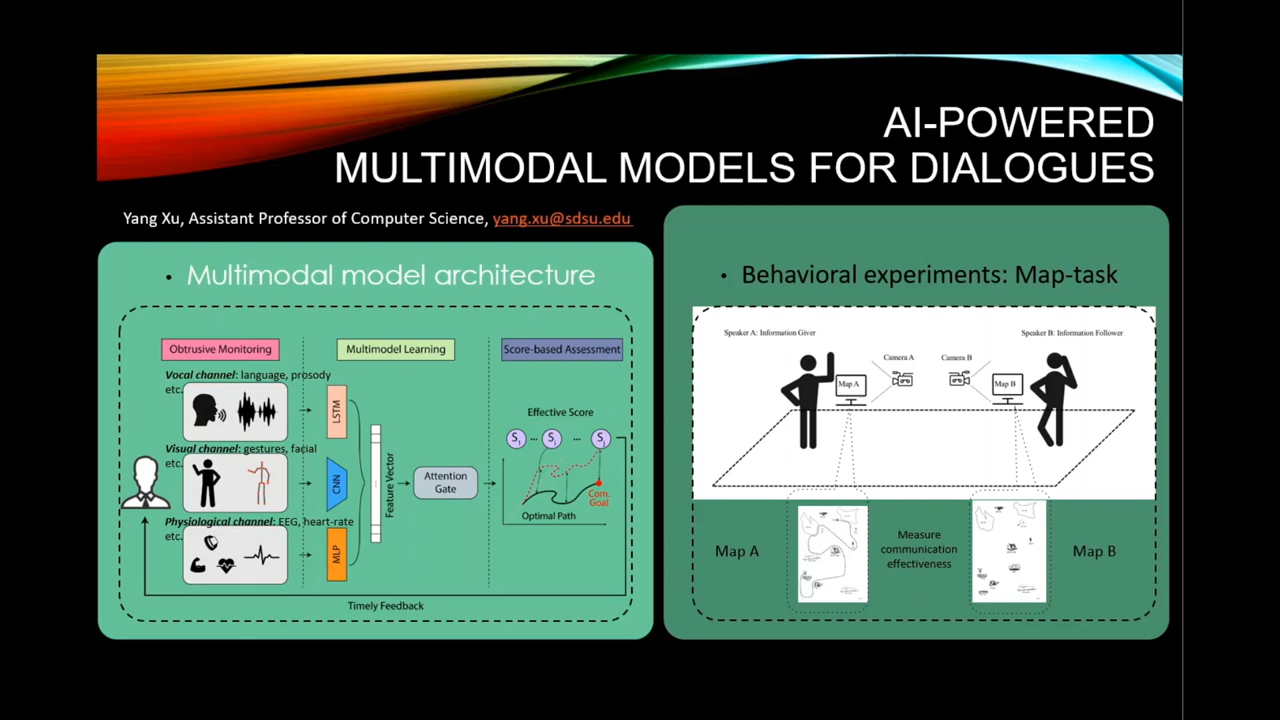 AI-POWERED
MULTIMODAL MODELS FOR DIALOGUES
Yang Xu, Assistant Professor of Computer Science, yang.xu@sdsu.edu
• Multimodal model architecture
Obtrusive Monitoring
Multimodel Learning
Score-based Assessment
Vocal channel: language, prosody
etc.
LSTM
Visual channel: gestures, facial
etc.
CNN
Physiological channel: EEG, heart-rate
etc.
MLP
Feature Vector
Attention
Gate
Effective Score
S1 ... Si ... Sj
Com.
Goal
Optimal Path
Timely Feedback
• Behavioral experiments: Map-task
Speaker A: Information Giver
Speaker B: Information Follower
Camera A
Camera B
Map A
Map B
Map A
Measure
communication
effectiveness
Map B